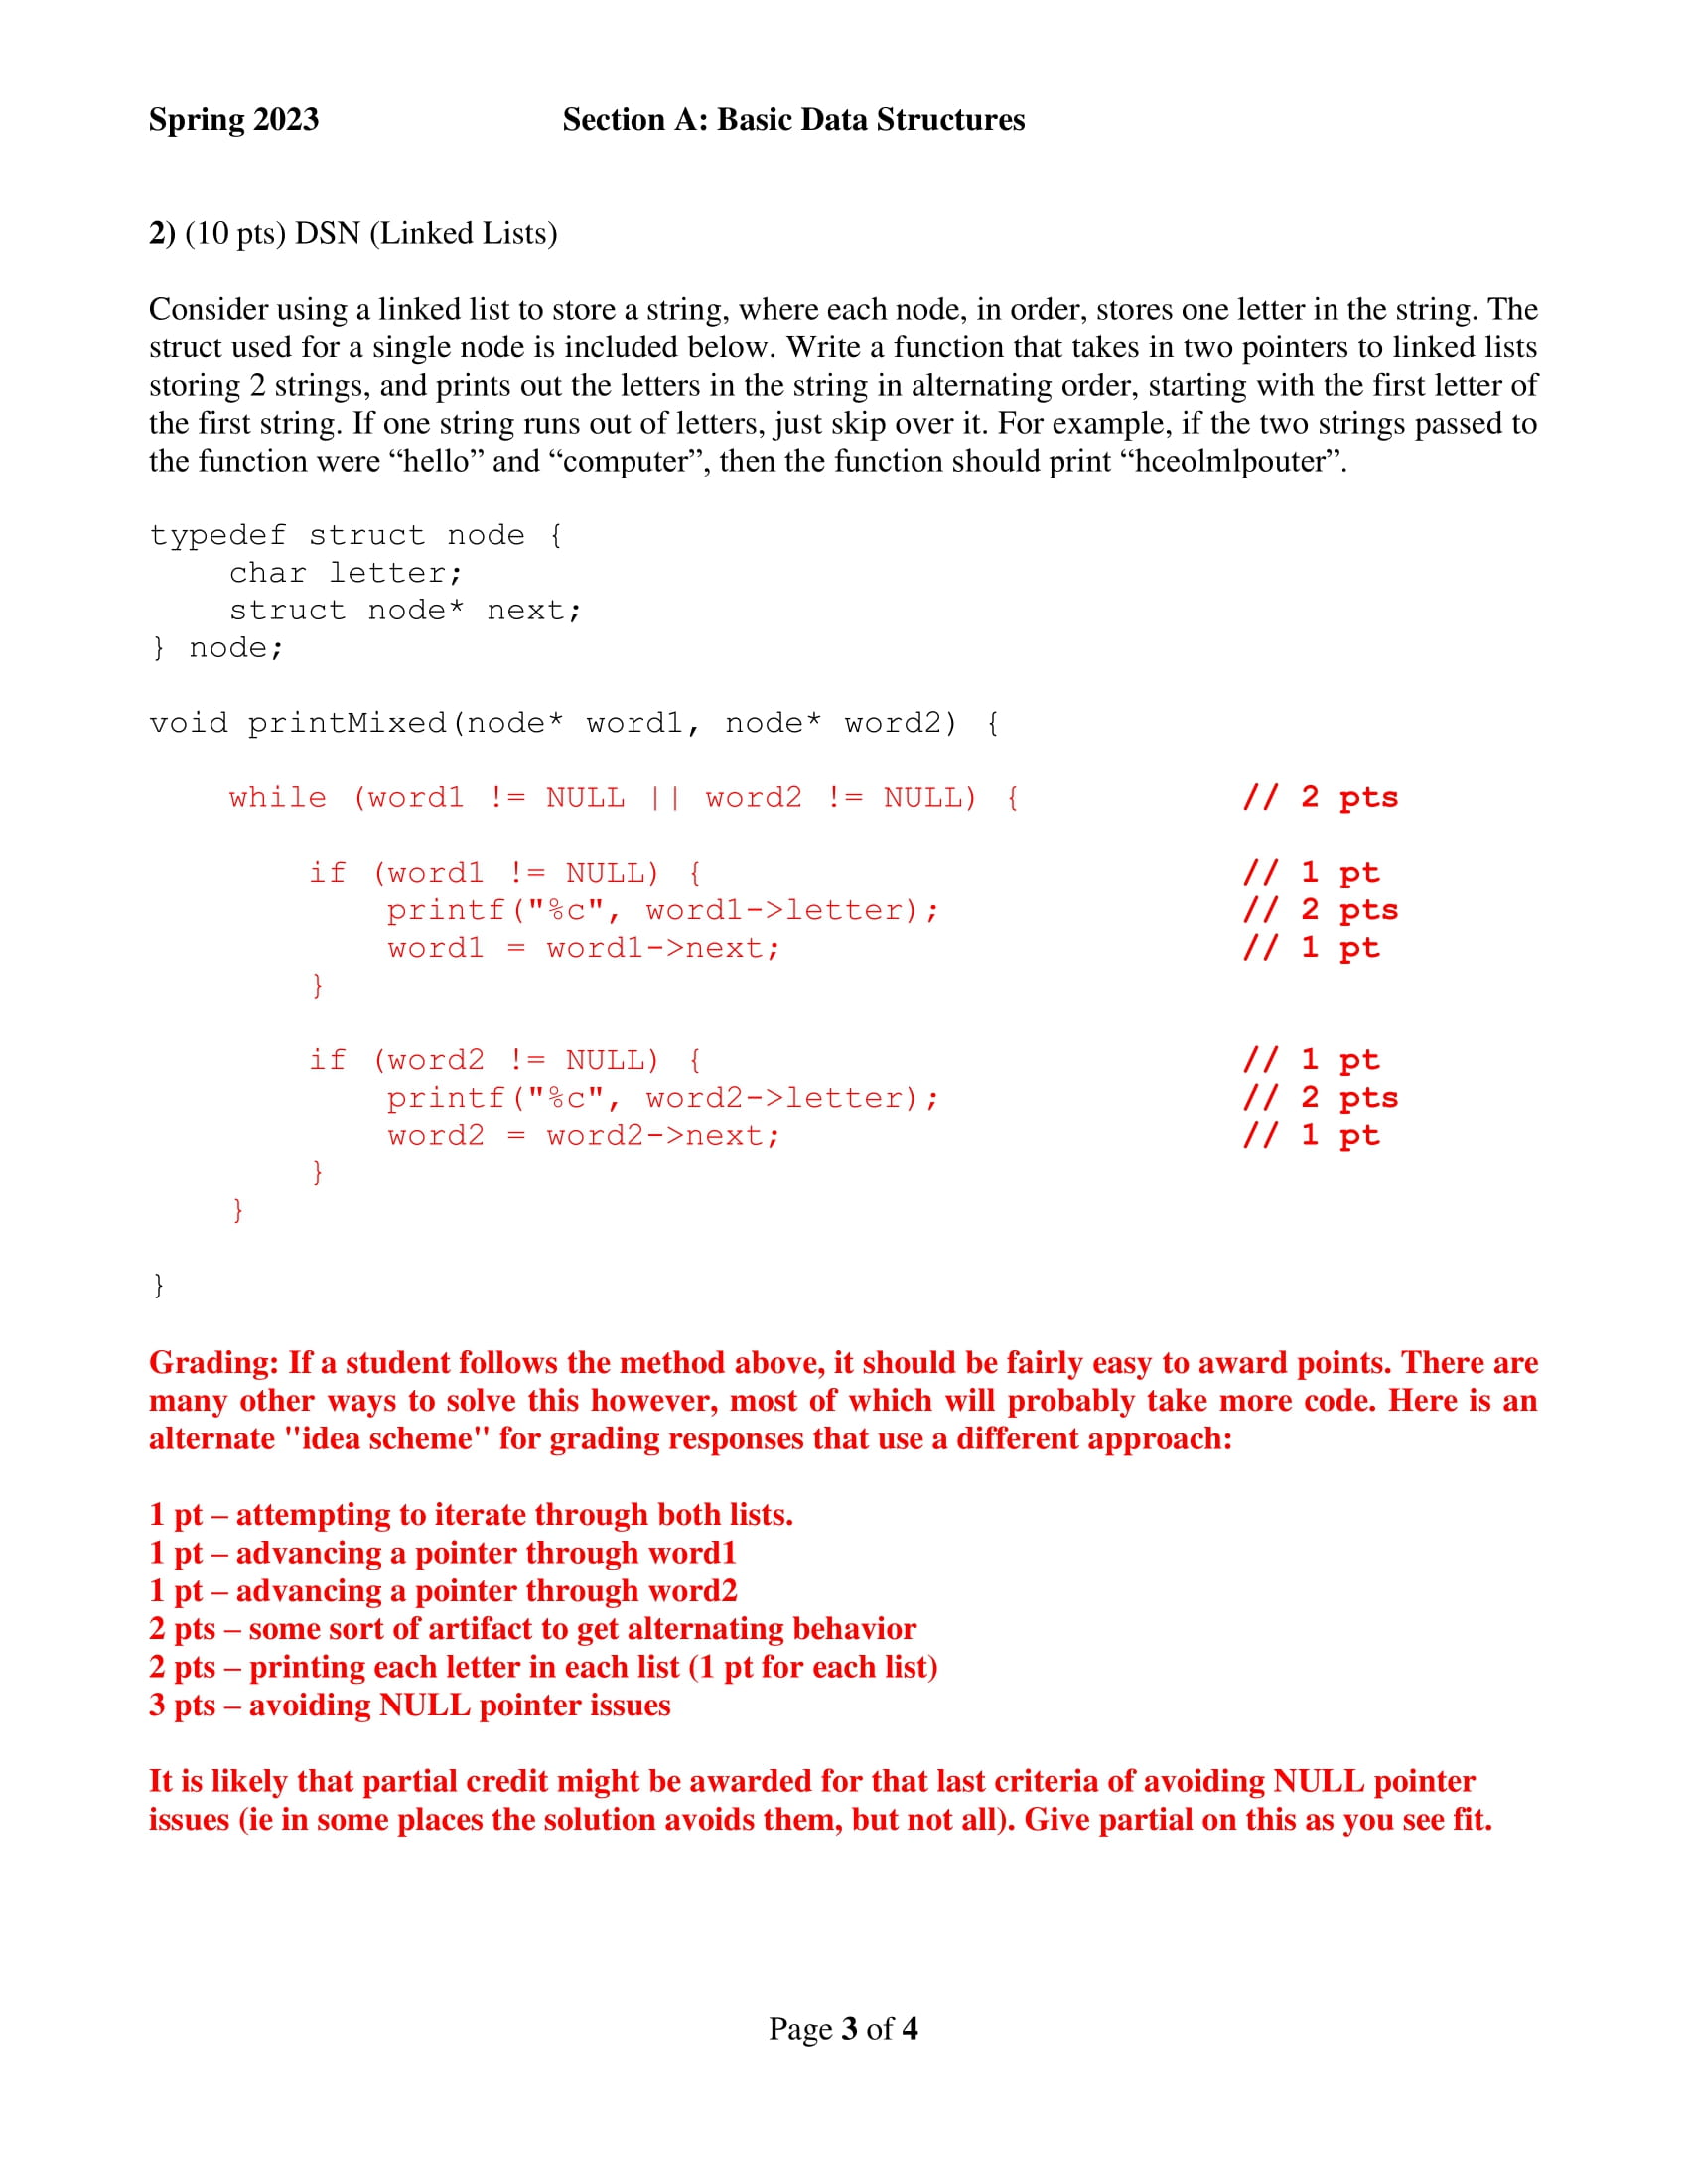 Spring 2023 Section A: Basic Data Structures
2) (10 pts) DSN (Linked Lists)
Consider using a linked list to store a string, where each node, in order, stores one letter in the string. The
struct used for a single node is included below. Write a function that takes in two pointers to linked lists
storing 2 strings, and prints out the letters in the string in alternating order, starting with the first letter of
the first string. If one string runs out of letters, just skip over it. For example, if the two strings passed to
the function were “hello” and “computer”, then the function should print “hceolmlpouter”.
typedef struct node {
    char letter;
    struct node* next;
} node;
void printMixed(node* word1, node* word2) {
    while (word1 != NULL || word2 != NULL) { // 2 pts
        if (word1 != NULL) { // 1 pt
            printf("%c", word1->letter); // 2 pts
            word1 = word1->next; // 1 pt
        }
        if (word2 != NULL) { // 1 pt
            printf("%c", word2->letter); // 2 pts
            word2 = word2->next; // 1 pt
        }
    }
}
Grading: If a student follows the method above, it should be fairly easy to award points. There are
many other ways to solve this however, most of which will probably take more code. Here is an
alternate "idea scheme" for grading responses that use a different approach:
1 pt – attempting to iterate through both lists.
1 pt – advancing a pointer through word1
1 pt – advancing a pointer through word2
2 pts – some sort of artifact to get alternating behavior
2 pts – printing each letter in each list (1 pt for each list)
3 pts – avoiding NULL pointer issues
It is likely that partial credit might be awarded for that last criteria of avoiding NULL pointer
issues (ie in some places the solution avoids them, but not all). Give partial on this as you see fit.
Page 3 of 4